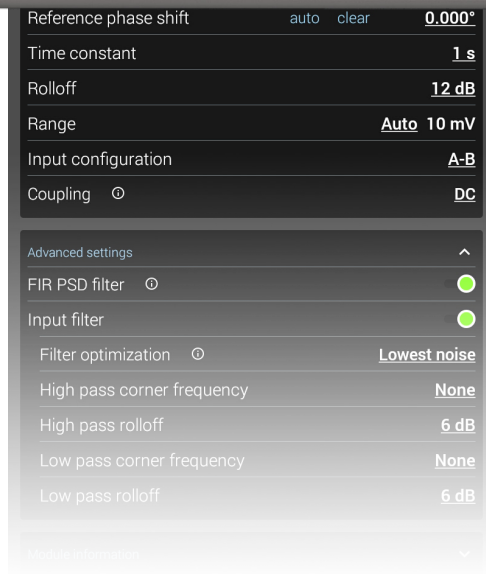 Reference phase shift auto clear 0.000°
Time constant 1 s
Rolloff 12 dB
Range Auto 10 mV
Input configuration A-B
Coupling DC
Advanced settings
FIR PSD filter
Input filter
Filter optimization Lowest noise
High pass corner frequency None
High pass rolloff 6 dB
Low pass corner frequency None
Low pass rolloff 6 dB
Module information